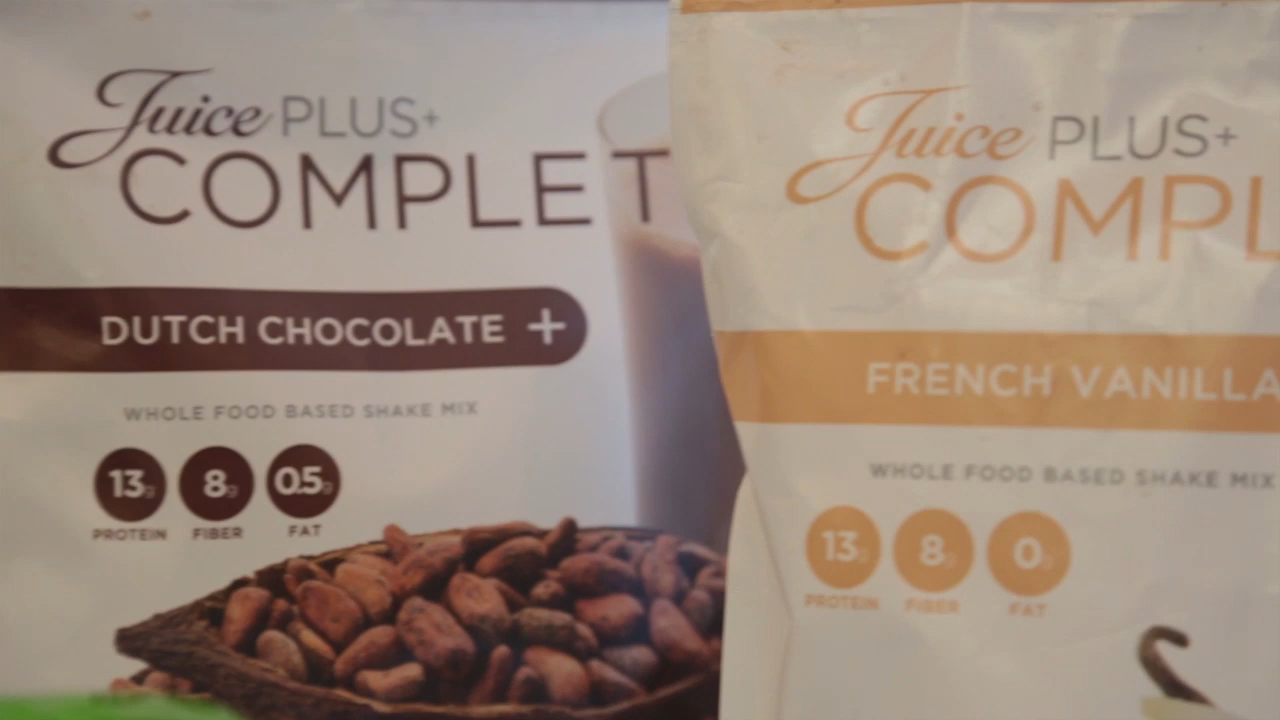 Juice PLUS+
COMPLET
DUTCH CHOCOLATE +
WHOLE FOOD BASED SHAKE MIX
13g 8g 0.5g
PROTEIN FIBER FAT
Juice PLUS+
COMPL
FRENCH VANILLA
WHOLE FOOD BASED SHAKE MIX
13g 8g 0g
PROTEIN FIBER FAT